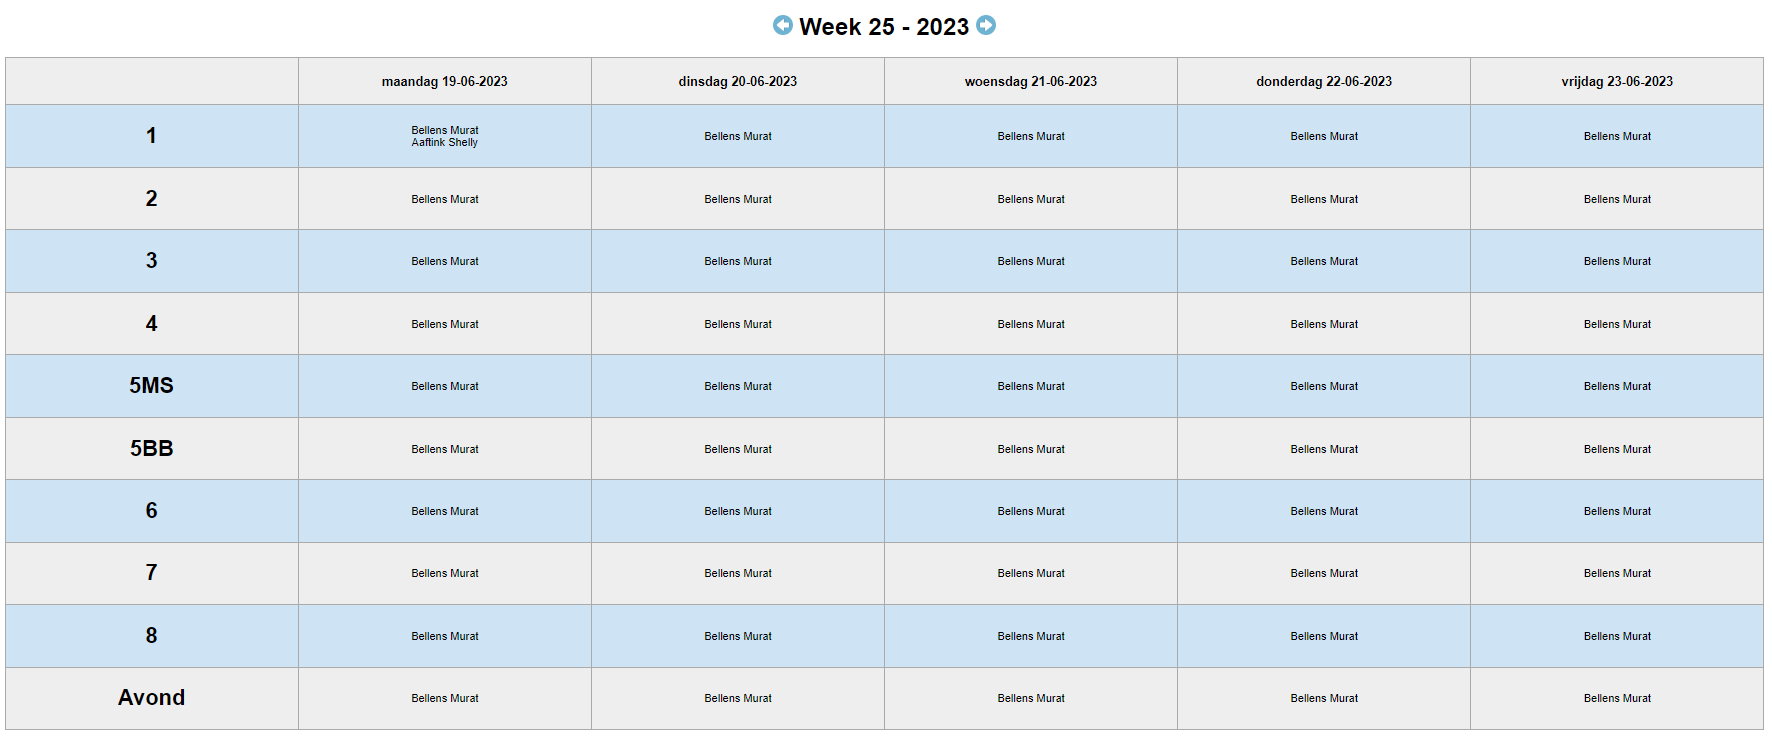 Week 25 - 2023
maandag 19-06-2023 dinsdag 20-06-2023 woensdag 21-06-2023 donderdag 22-06-2023 vrijdag 23-06-2023
1 Bellens Murat Bellens Murat Bellens Murat Bellens Murat Bellens Murat
Aaftink Shelly
2 Bellens Murat Bellens Murat Bellens Murat Bellens Murat Bellens Murat
3 Bellens Murat Bellens Murat Bellens Murat Bellens Murat Bellens Murat
4 Bellens Murat Bellens Murat Bellens Murat Bellens Murat Bellens Murat
5MS Bellens Murat Bellens Murat Bellens Murat Bellens Murat Bellens Murat
5BB Bellens Murat Bellens Murat Bellens Murat Bellens Murat Bellens Murat
6 Bellens Murat Bellens Murat Bellens Murat Bellens Murat Bellens Murat
7 Bellens Murat Bellens Murat Bellens Murat Bellens Murat Bellens Murat
8 Bellens Murat Bellens Murat Bellens Murat Bellens Murat Bellens Murat
Avond Bellens Murat Bellens Murat Bellens Murat Bellens Murat Bellens Murat